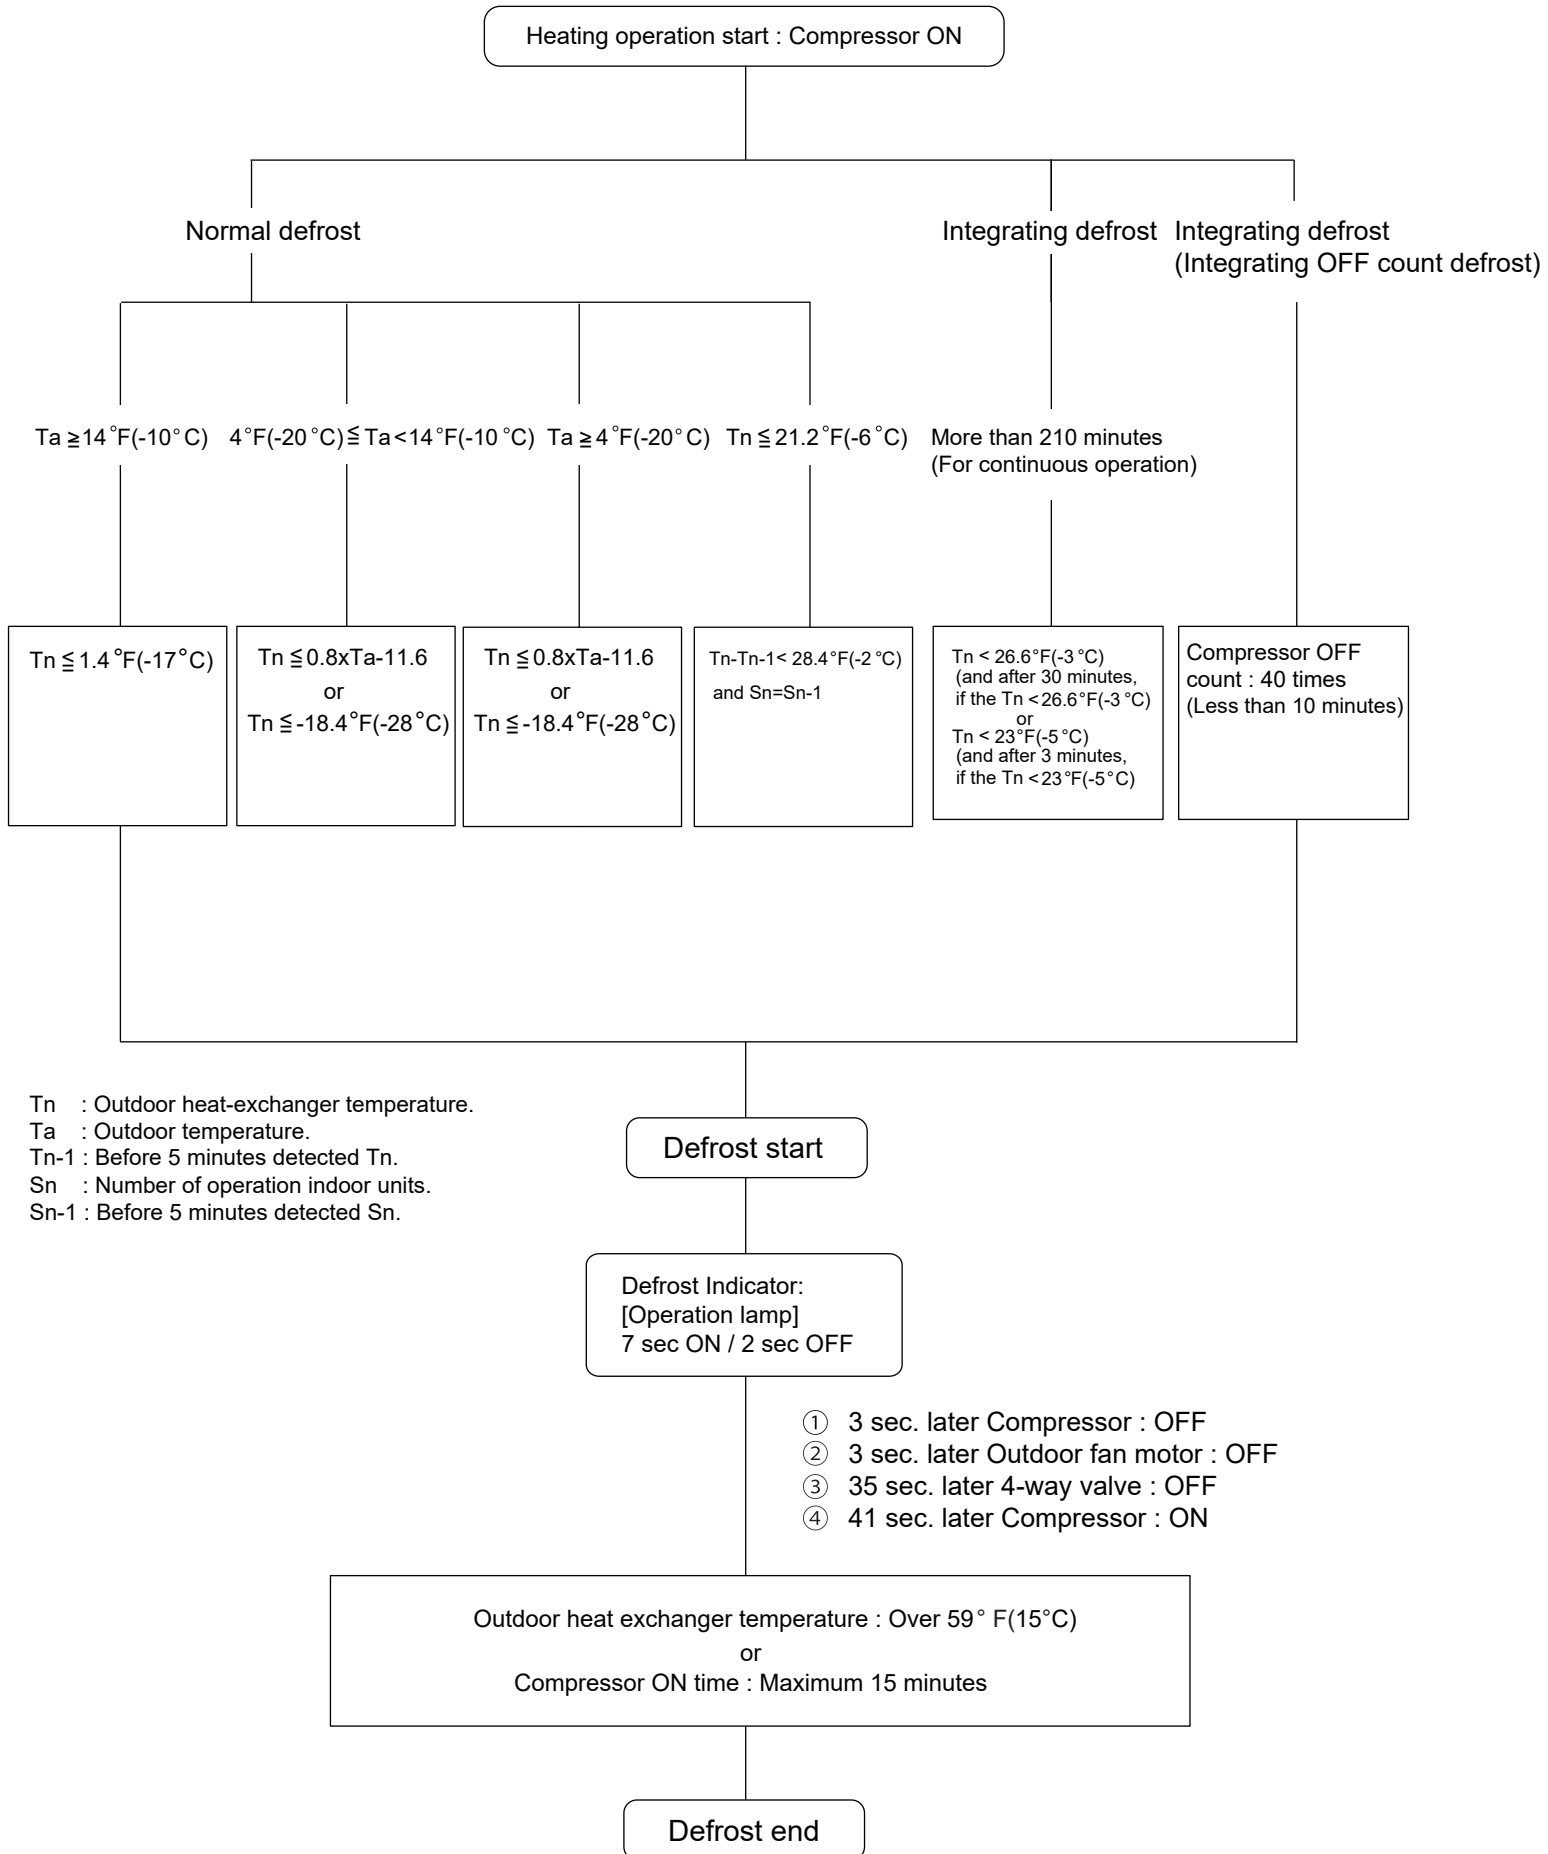 Heating operation start : Compressor ON
Normal defrost
Integrating defrost
Integrating defrost
(Integrating OFF count defrost)
Ta ≧ 14°F(-10°C)
4°F(-20°C)≦ Ta<14°F(-10°C)
Ta ≧ 4°F(-20°C)
Tn ≦ 21.2°F(-6°C)
More than 210 minutes
(For continuous operation)
Tn ≦ 1.4°F(-17°C)
Tn ≦ 0.8xTa-11.6
or
Tn ≦ -18.4°F(-28°C)
Tn ≦ 0.8xTa-11.6
or
Tn ≦ -18.4°F(-28°C)
Tn-Tn-1< 28.4°F(-2°C)
and Sn=Sn-1
Tn < 26.6°F(-3°C)
(and after 30 minutes,
if the Tn <26.6°F(-3°C)
or
Tn < 23°F(-5°C)
(and after 3 minutes,
if the Tn <23°F(-5°C)
Compressor OFF
count : 40 times
(Less than 10 minutes)
Tn : Outdoor heat-exchanger temperature.
Ta : Outdoor temperature.
Tn-1 : Before 5 minutes detected Tn.
Sn : Number of operation indoor units.
Sn-1 : Before 5 minutes detected Sn.
Defrost start
Defrost Indicator:
[Operation lamp]
7 sec ON / 2 sec OFF
① 3 sec. later Compressor : OFF
② 3 sec. later Outdoor fan motor : OFF
③ 35 sec. later 4-way valve : OFF
④ 41 sec. later Compressor : ON
Outdoor heat exchanger temperature : Over 59° F(15°C)
or
Compressor ON time : Maximum 15 minutes
Defrost end